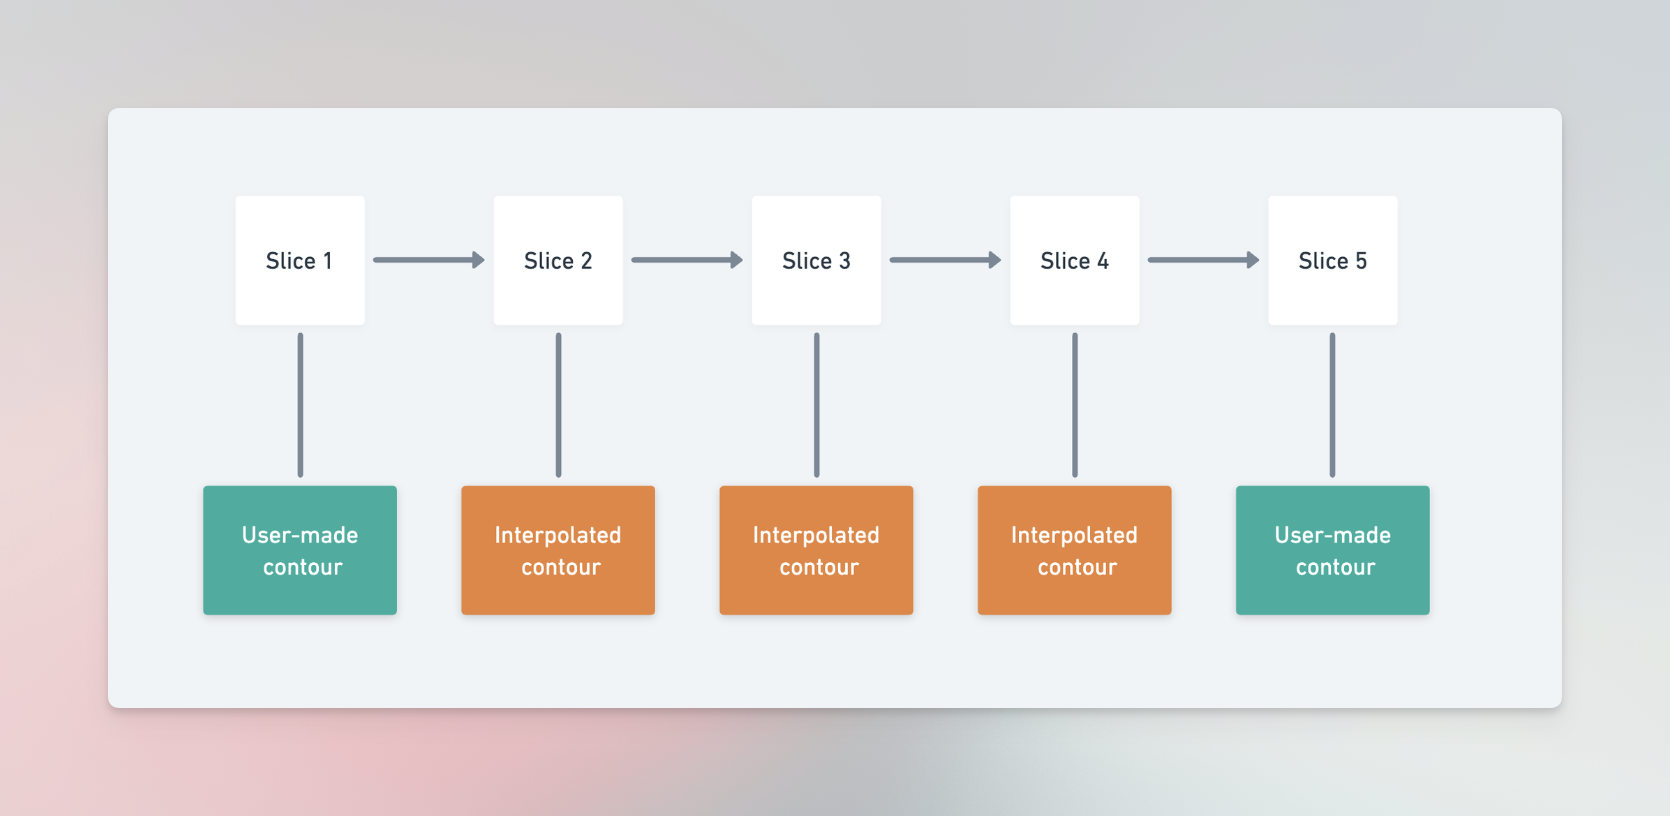 Slice 1
Slice 2
Slice 3
Slice 4
Slice 5
User-made
contour
Interpolated
contour
Interpolated
contour
Interpolated
contour
User-made
contour